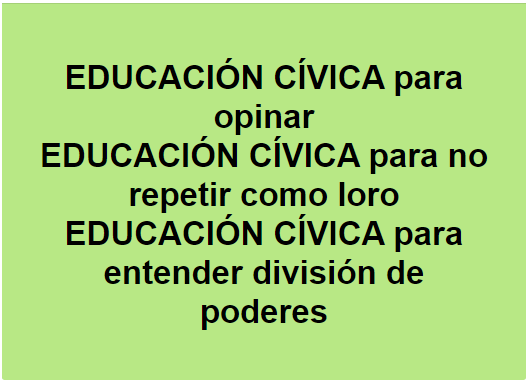 EDUCACIÓN CÍVICA para
opinar
EDUCACIÓN CÍVICA para no
repetir como loro
EDUCACIÓN CÍVICA para
entender división de
poderes